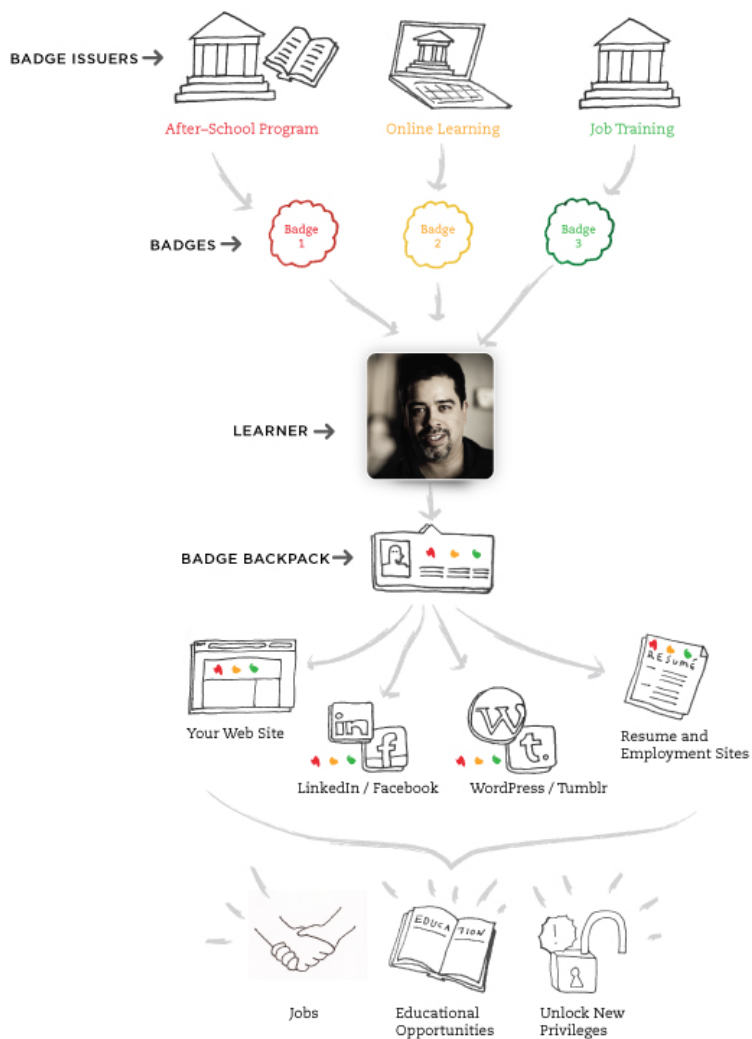 BADGE ISSUERS
After-School Program
Online Learning
Job Training
BADGES
Badge
1
Badge
2
Badge
3
LEARNER
BADGE BACKPACK
RESUMÉ
Your Web Site
in
f
LinkedIn / Facebook
W
t.
WordPress / Tumblr
Resume and
Employment Sites
EDUCATION
!
Jobs
Educational
Opportunities
Unlock New
Privileges